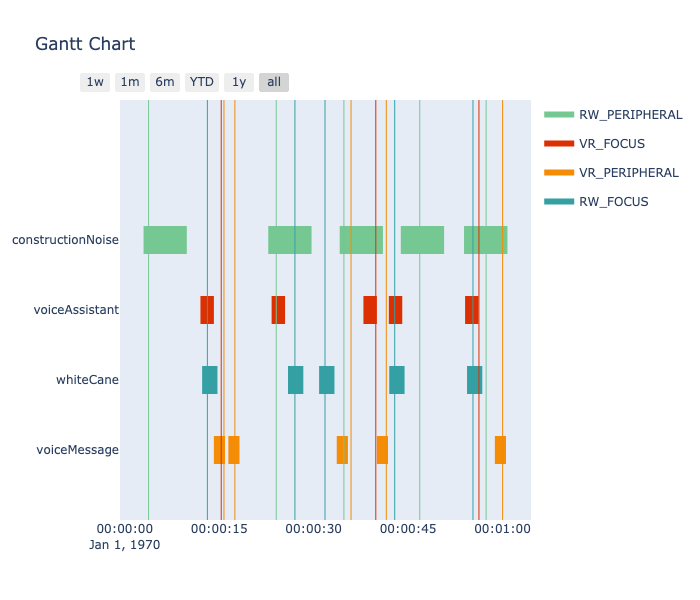 Gantt Chart
1w 1m 6m YTD 1y all
RW_PERIPHERAL
VR_FOCUS
VR_PERIPHERAL
RW_FOCUS
constructionNoise
voiceAssistant
whiteCane
voiceMessage
00:00:00 00:00:15 00:00:30 00:00:45 00:01:00
Jan 1, 1970